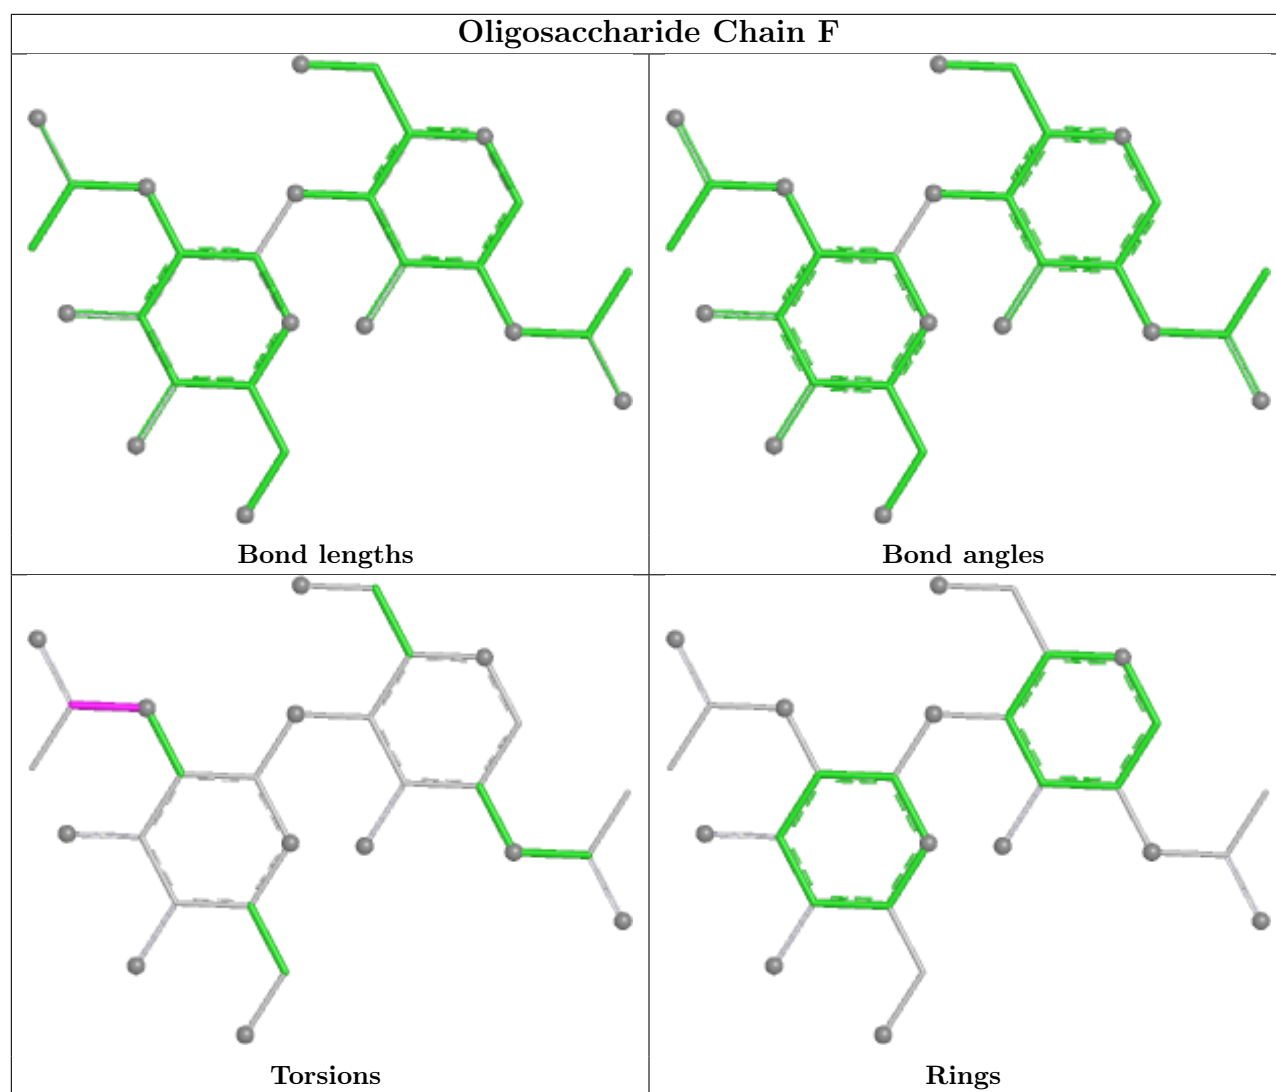 Oligosaccharide Chain F
Bond lengths
Bond angles
Torsions
Rings